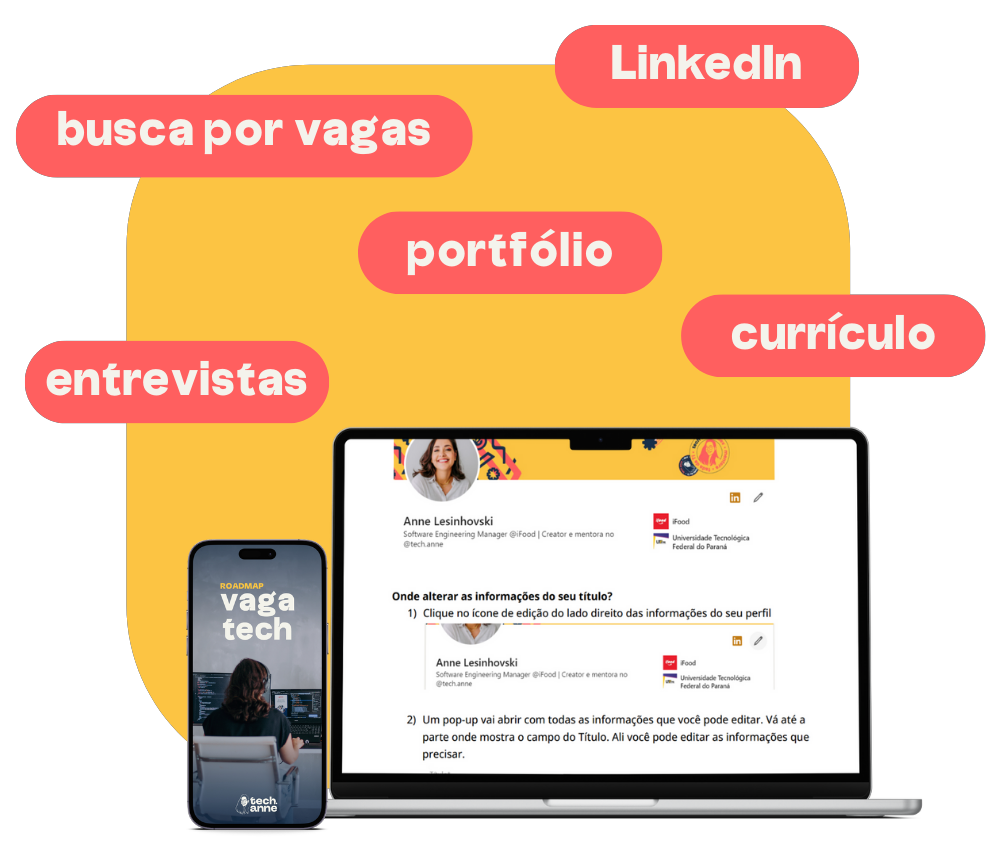 LinkedIn
busca por vagas
portfólio
currículo
entrevistas
Anne Lesinhovski
Software Engineering Manager @iFood | Creator e mentora no
@tech.anne
iFood
Universidade Tecnológica
Federal do Paraná
Onde alterar as informações do seu título?
1) Clique no ícone de edição do lado direito das informações do seu perfil
Anne Lesinhovski
Software Engineering Manager @iFood | Creator e mentora no
@tech.anne
iFood
Universidade Tecnológica
Federal do Paraná
2) Um pop-up vai abrir com todas as informações que você pode editar. Vá até a
parte onde mostra o campo do Título. Ali você pode editar as informações que
precisar.
ROADMAP
vaga
tech
tech.
anne